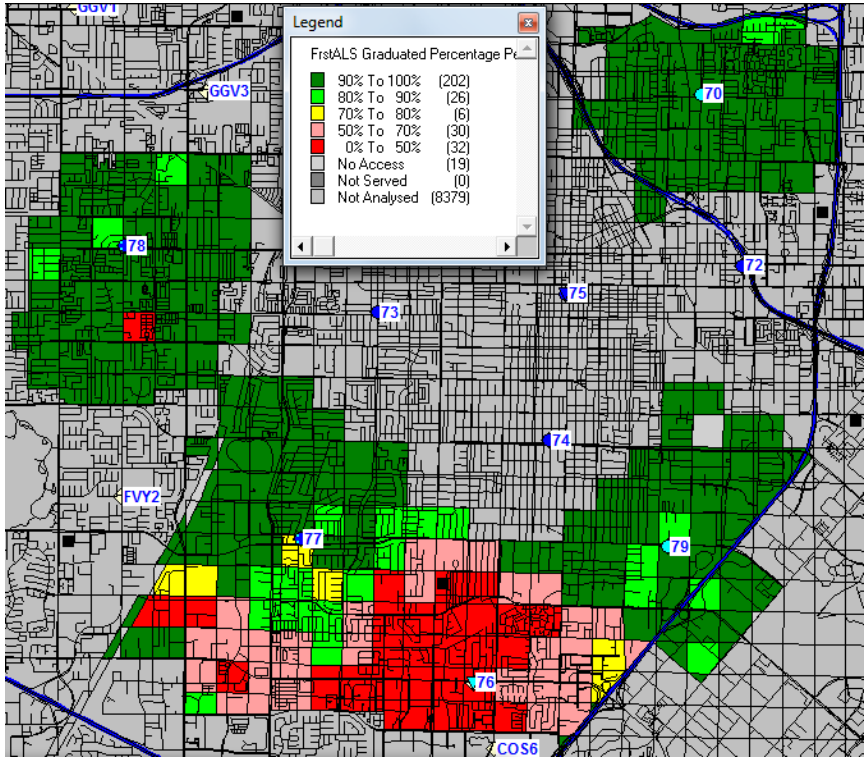 GGV1
Legend
FrstALS Graduated Percentage Pe
90% To 100% (202)
80% To 90% (26)
70% To 80% (6)
50% To 70% (30)
0% To 50% (32)
No Access (19)
Not Served (0)
Not Analysed (8379)
GGV3
70
78
72
75
73
74
FVY2
77
79
76
COS6